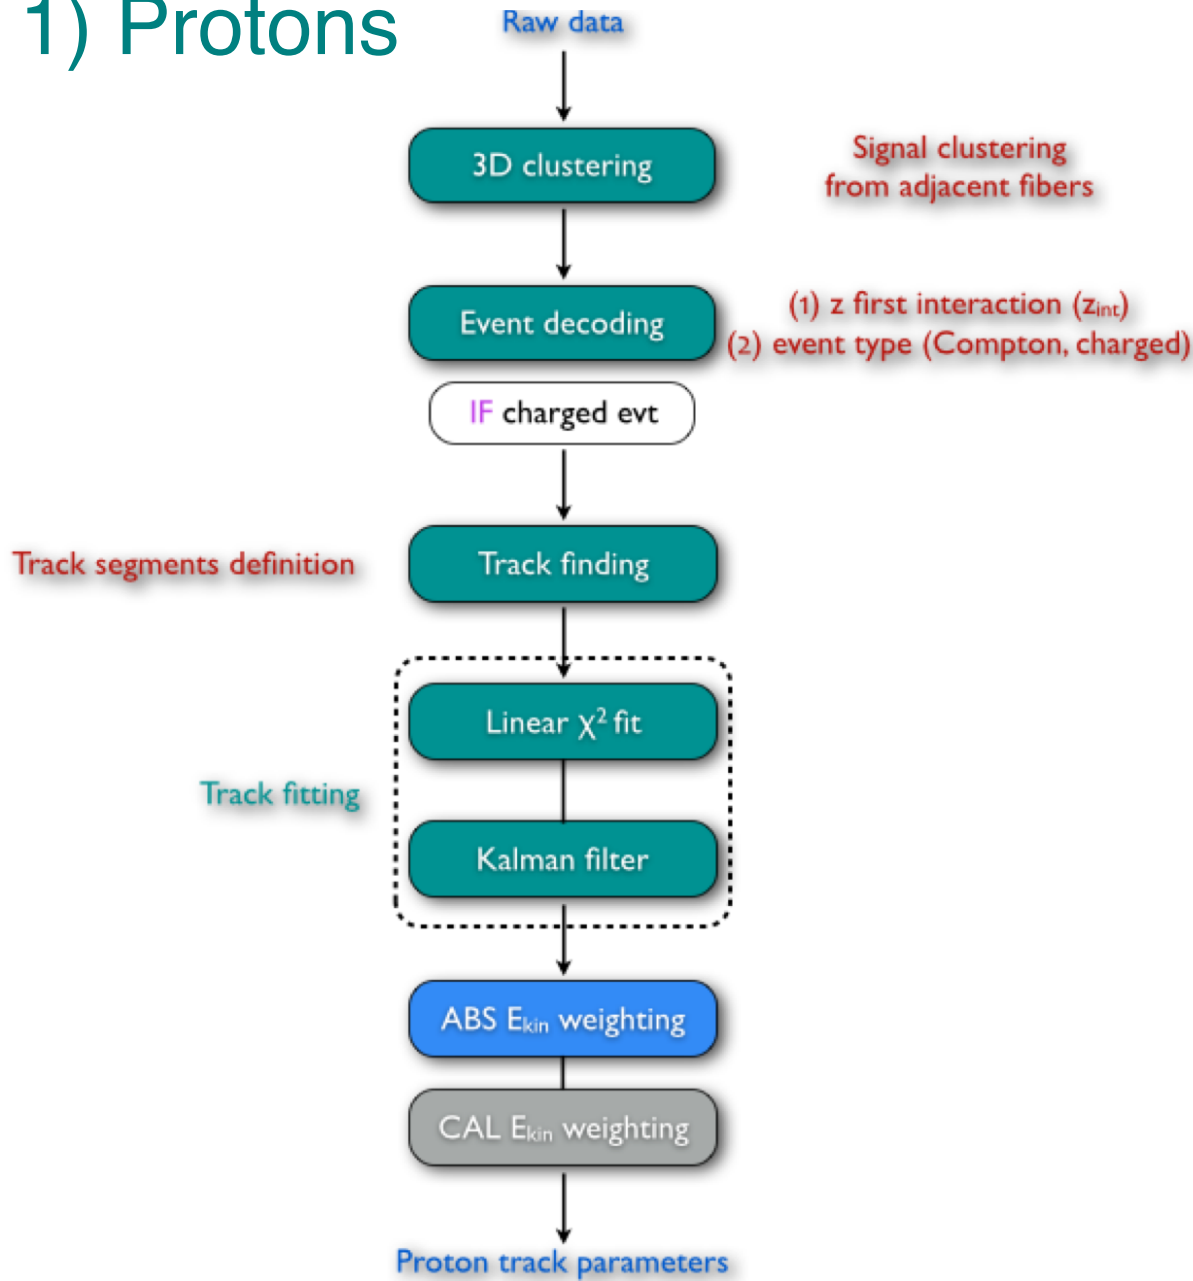 1) Protons
Raw data
3D clustering
Signal clustering
from adjacent fibers
Event decoding
(1) z first interaction (zint)
(2) event type (Compton, charged)
IF charged evt
Track segments definition
Track finding
Linear χ² fit
Track fitting
Kalman filter
ABS Ekin weighting
CAL Ekin weighting
Proton track parameters